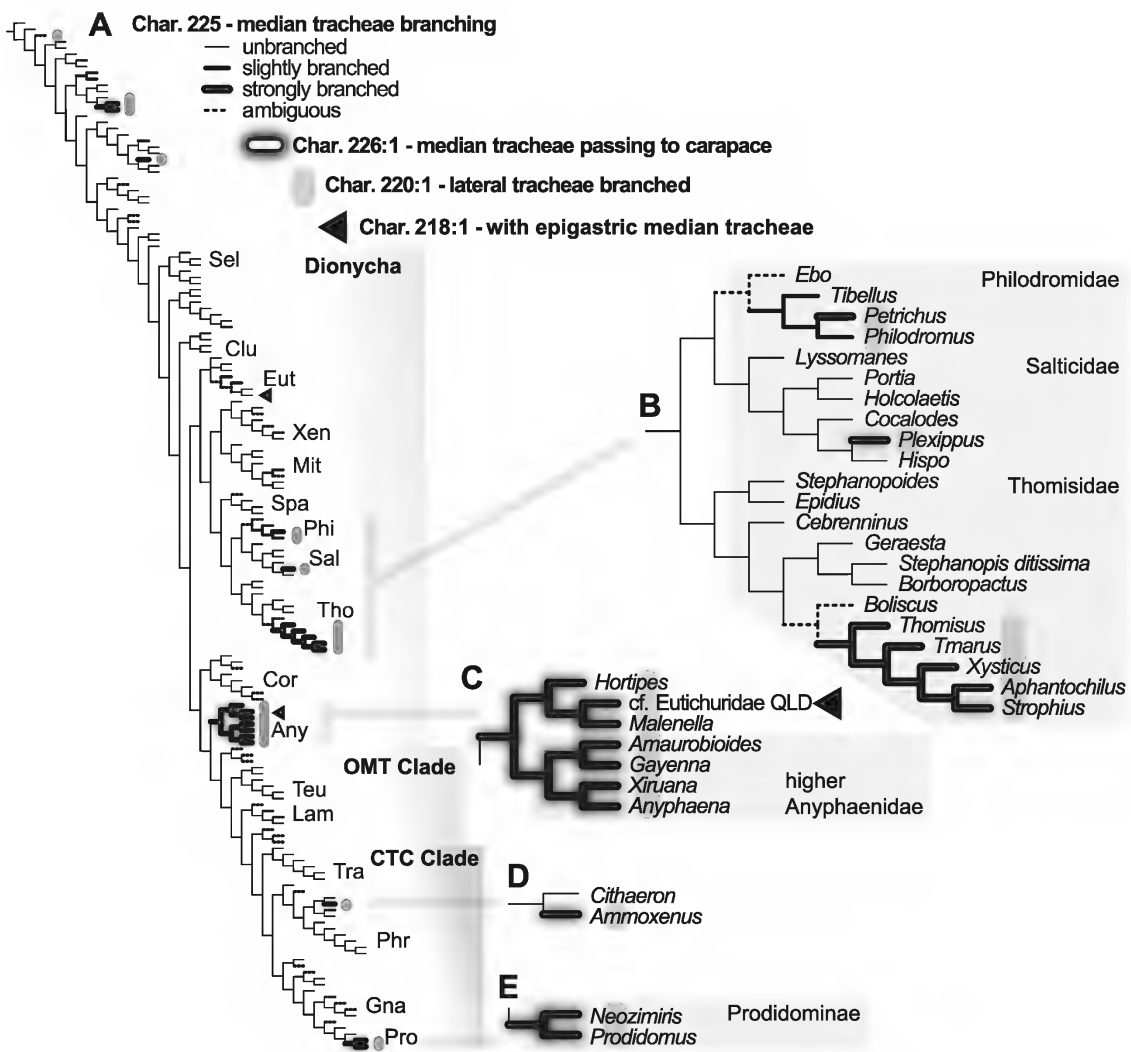 A Char. 225 - median tracheae branching
unbranched
slightly branched
strongly branched
ambiguous
Char. 226:1 - median tracheae passing to carapace
Char. 220:1 - lateral tracheae branched
Char. 218:1 - with epigastric median tracheae
Dionycha
Sel
Clu
Eut
Xen
Mit
Spa
Phi
Sal
Tho
Cor
Any
OMT Clade
Teu
Lam
CTC Clade
Tra
Phr
Gna
Pro
B
Ebo
Philodromidae
Tibellus
Petrichus
Philodromus
Lyssomanes
Salticidae
Portia
Holcolaetis
Cocalodes
Plexippus
Hispo
Stephanopoides
Thomisidae
Epidius
Cebrenninus
Geraesta
Stephanopis ditissima
Borboropactus
Boliscus
Thomisus
Tmarus
Xysticus
Aphantochilus
Strophius
C
Hortipes
cf. Eutichuridae QLD
Malenella
Amaurobioides
Gayenna
Xiruana
Anyphaena
higher
Anyphaenidae
D
Cithaeron
Ammoxenus
E
Neozimiris
Prodidomus
Prodidominae